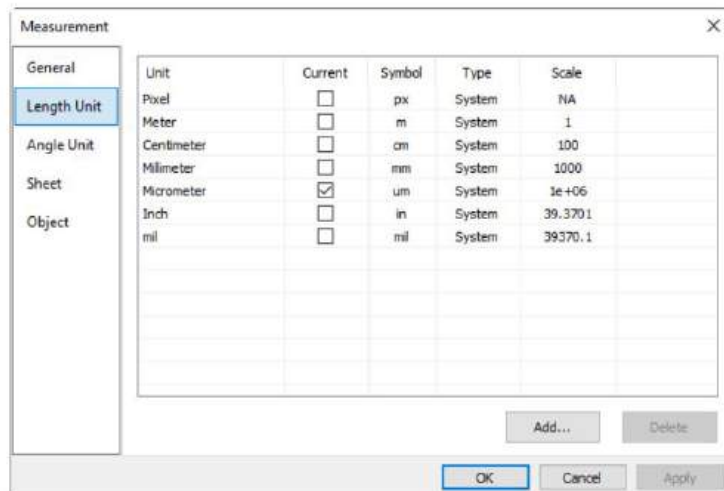 Measurement
General
Length Unit
Angle Unit
Sheet
Object
Unit Current Symbol Type Scale
Pixel px System NA
Meter m System 1
Centimeter cm System 100
Milimeter mm System 1000
Micrometer um System 1e+06
Inch in System 39.3701
mil mil System 39370.1
Add... Delete
OK Cancel Apply